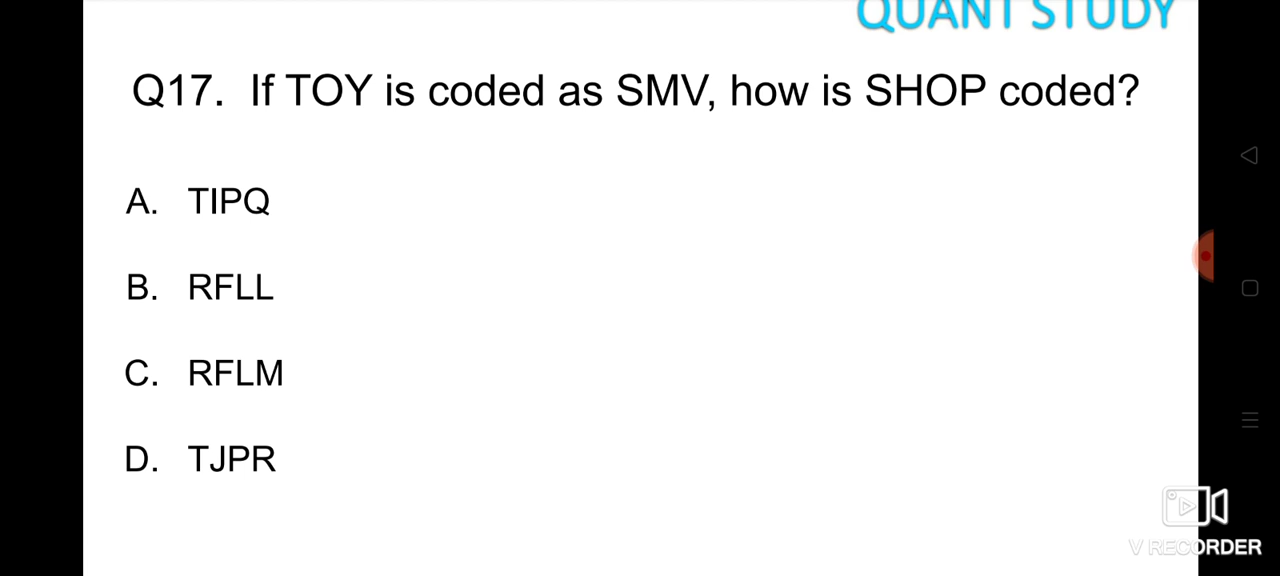 QUANT STUDY
Q17. If TOY is coded as SMV, how is SHOP coded?
A. TIPQ
B. RFLL
C. RFLM
D. TJPR
V RECORDER